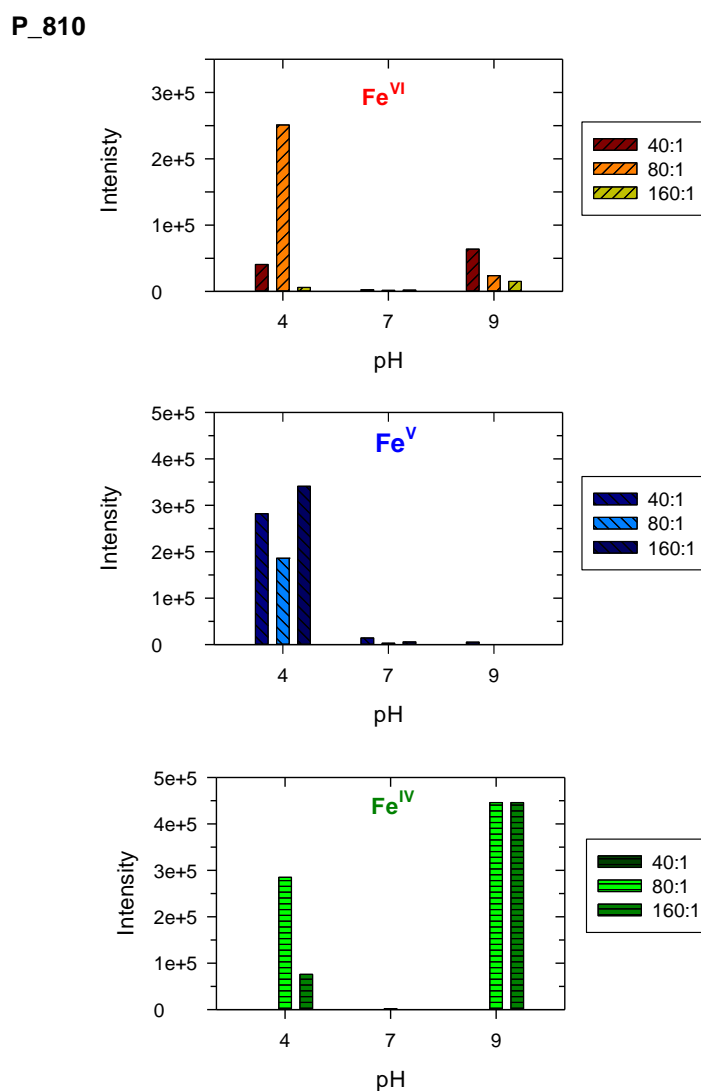 P_810
3e+5
2e+5
1e+5
0
Intenisty
Fe^VI
4 7 9
pH
40:1
80:1
160:1
5e+5
4e+5
3e+5
2e+5
1e+5
0
Intensity
Fe^V
4 7 9
pH
40:1
80:1
160:1
5e+5
4e+5
3e+5
2e+5
1e+5
0
Intensity
Fe^IV
4 7 9
pH
40:1
80:1
160:1